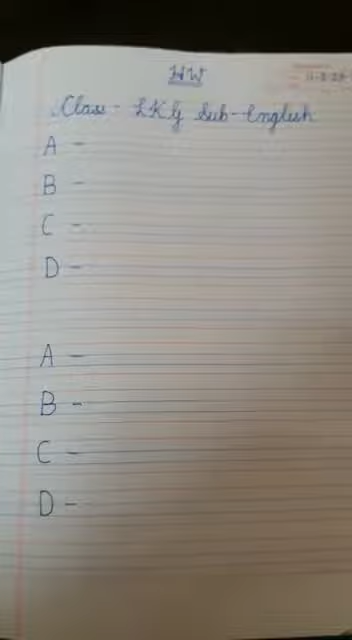 HW
Class - LKG Sub - English
A -
B -
C -
D -
A -
B -
C -
D -